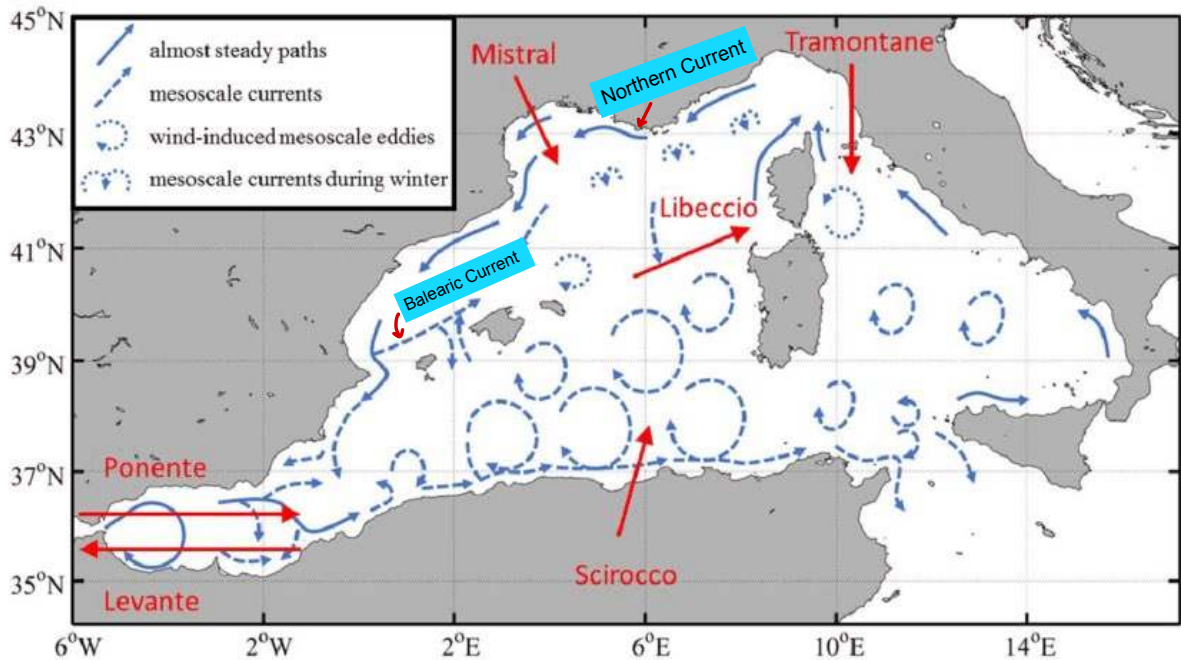 45°N
almost steady paths
mesoscale currents
wind-induced mesoscale eddies
mesoscale currents during winter
Mistral
Northern Current
Tramontane
43°N
Libeccio
41°N
Balearic Current
39°N
37°N
Ponente
Scirocco
35°N
Levante
6°W
2°W
2°E
6°E
10°E
14°E